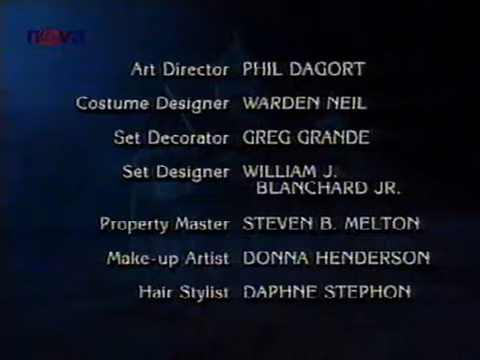 nova
Art Director PHIL DAGORT
Costume Designer WARDEN NEIL
Set Decorator GREG GRANDE
Set Designer WILLIAM J.
BLANCHARD JR.
Property Master STEVEN B. MELTON
Make-up Artist DONNA HENDERSON
Hair Stylist DAPHNE STEPHON